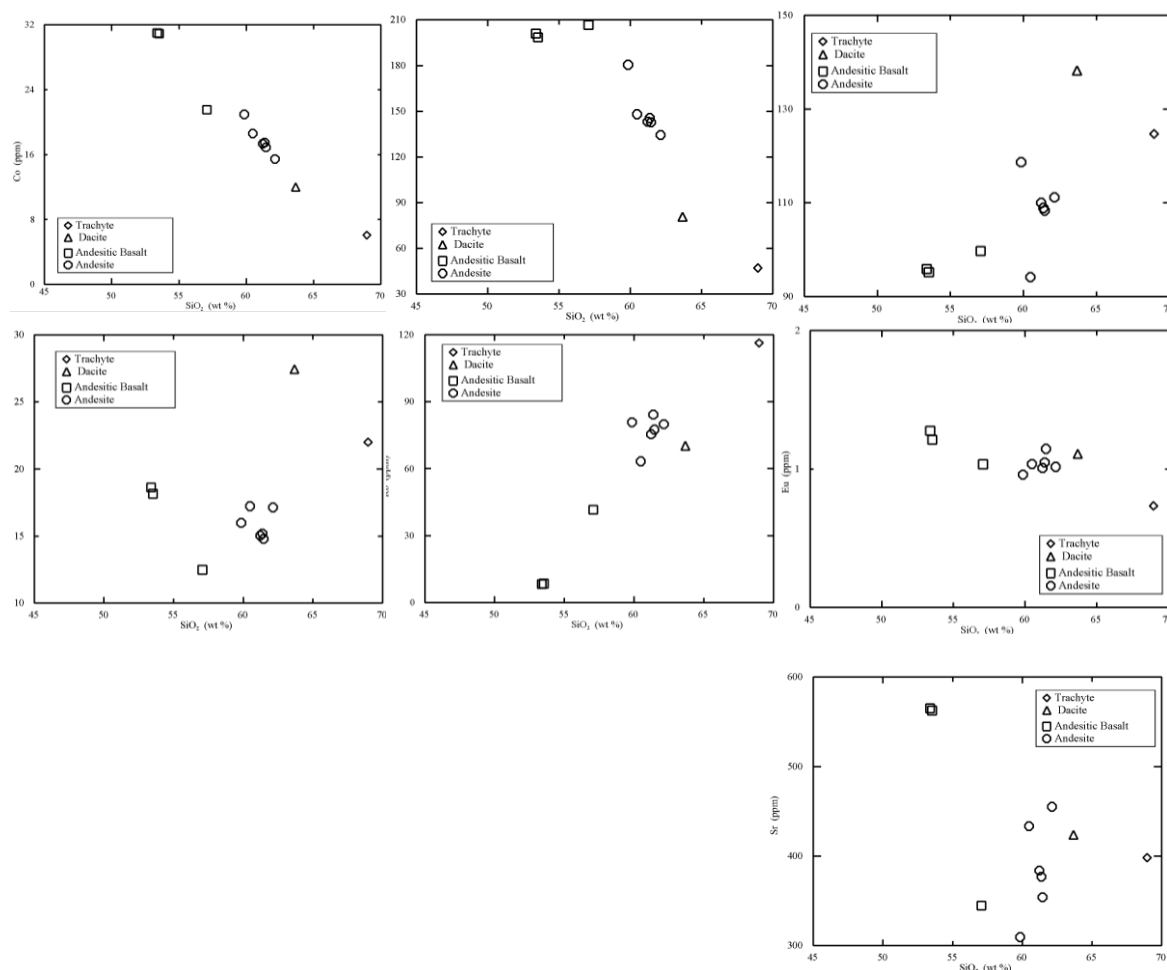 32
24
16
8
0
Co (ppm)
Trachyte
Dacite
Andesitic Basalt
Andesite
45 50 55 60 65 70
SiO2 (wt %)
210
180
150
120
90
60
30
Trachyte
Dacite
Andesitic Basalt
Andesite
45 50 55 60 65 70
SiO2 (wt %)
150
130
110
90
Trachyte
Dacite
Andesitic Basalt
Andesite
45 50 55 60 65 70
(wt %)
30
25
20
15
10
Trachyte
Dacite
Andesitic Basalt
Andesite
45 50 55 60 65 70
SiO2 (wt %)
120
90
60
30
0
Trachyte
Dacite
Andesitic Basalt
Andesite
45 50 55 60 65 70
SiO2 (wt %)
2
1
0
Eu (ppm)
Trachyte
Dacite
Andesitic Basalt
Andesite
45 50 55 60 65 70
(wt %)
600
500
400
300
Sr (ppm)
Trachyte
Dacite
Andesitic Basalt
Andesite
45 50 55 60 65 70
(wt %)